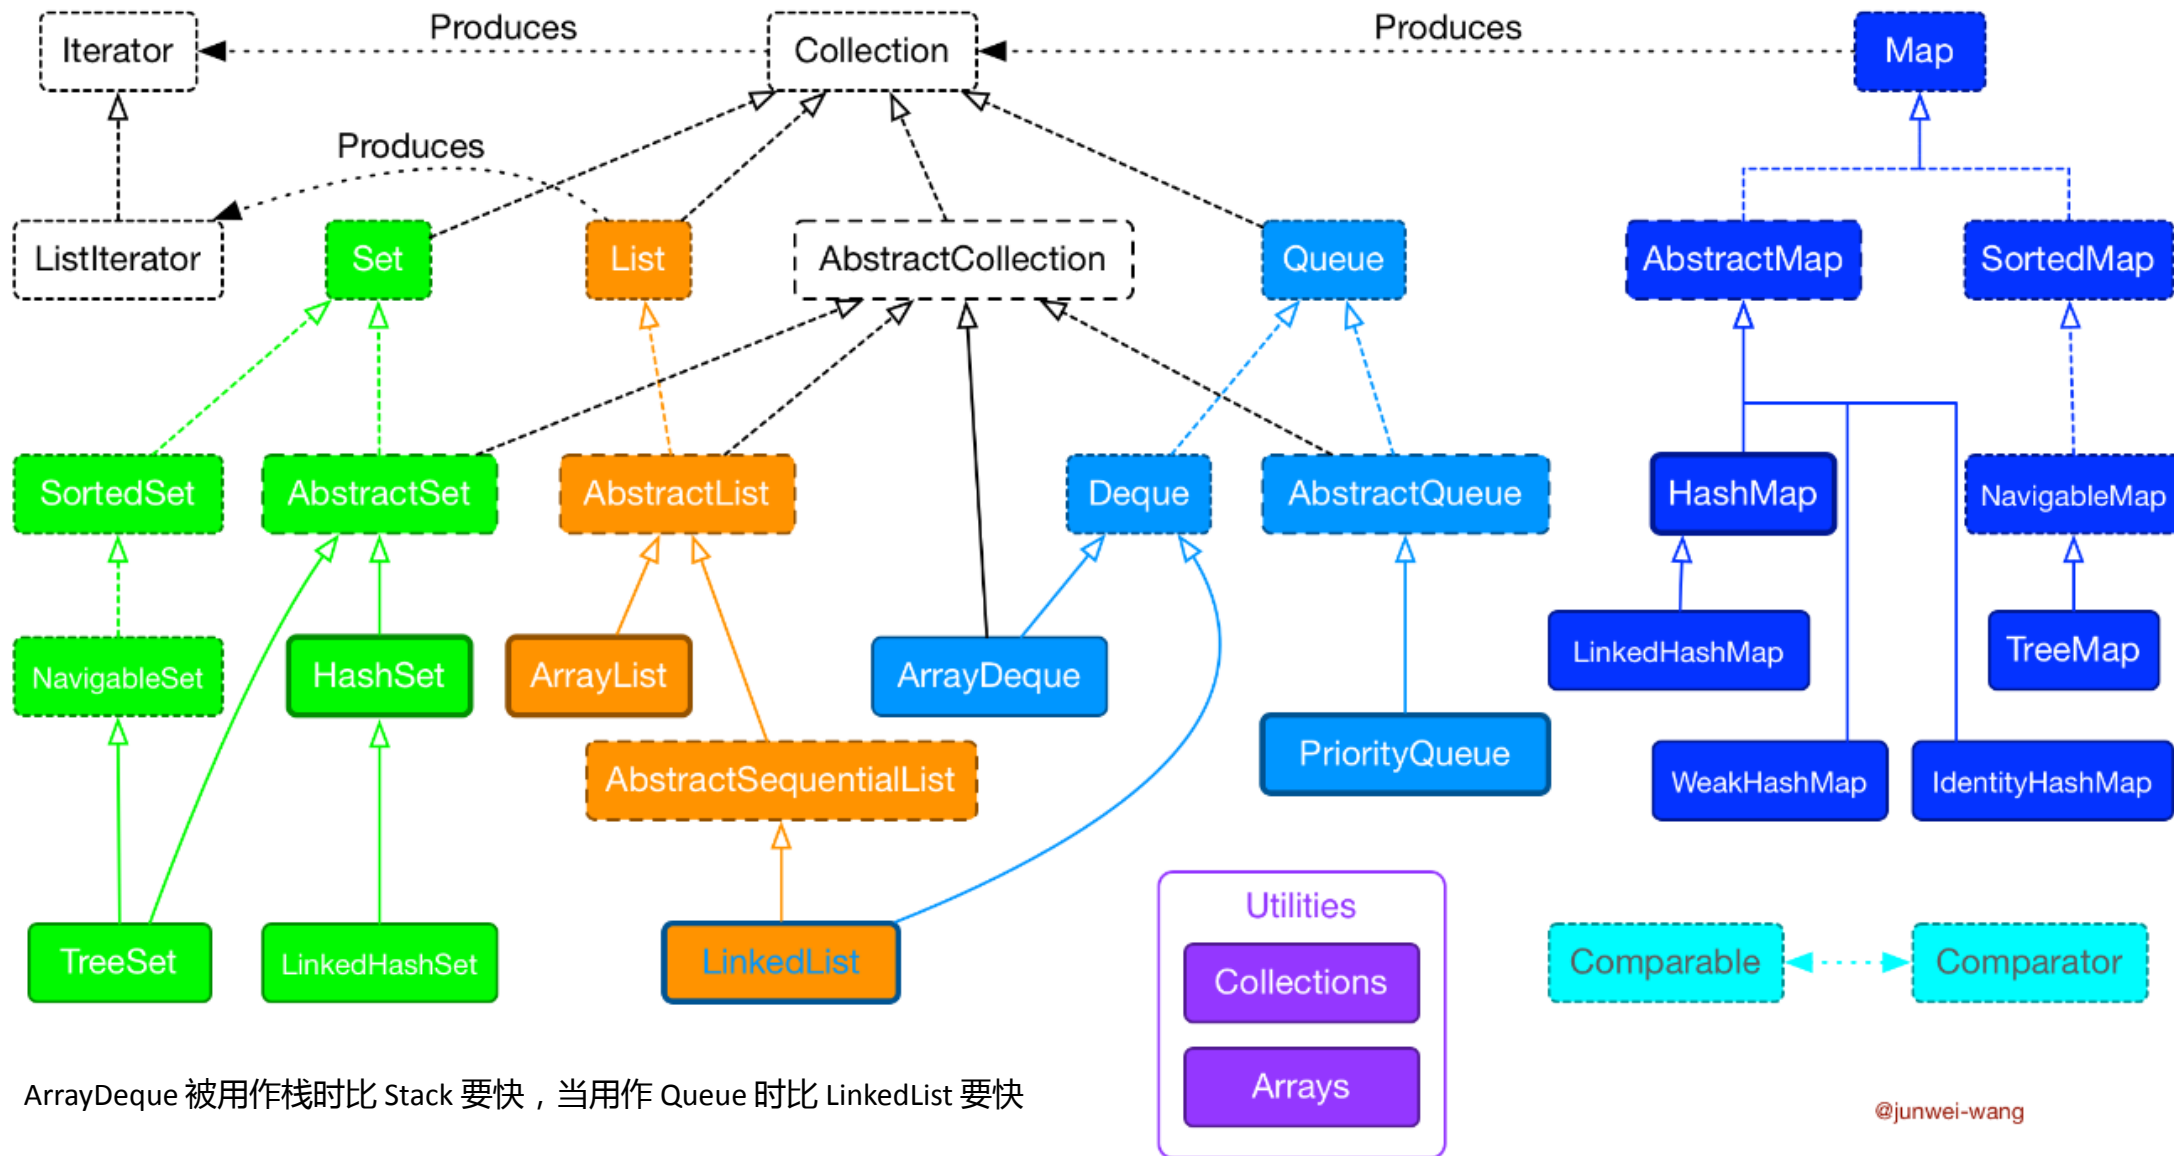 Iterator
Produces
Collection
Produces
Map
Produces
ListIterator
Set
List
AbstractCollection
Queue
AbstractMap
SortedMap
SortedSet
AbstractSet
AbstractList
Deque
AbstractQueue
HashMap
NavigableMap
NavigableSet
HashSet
ArrayList
ArrayDeque
LinkedHashMap
TreeMap
AbstractSequentialList
PriorityQueue
WeakHashMap
IdentityHashMap
TreeSet
LinkedHashSet
LinkedList
Utilities
Collections
Arrays
Comparable
Comparator
ArrayDeque 被用作栈时比 Stack 要快，当用作 Queue 时比 LinkedList 要快
@junwei-wang